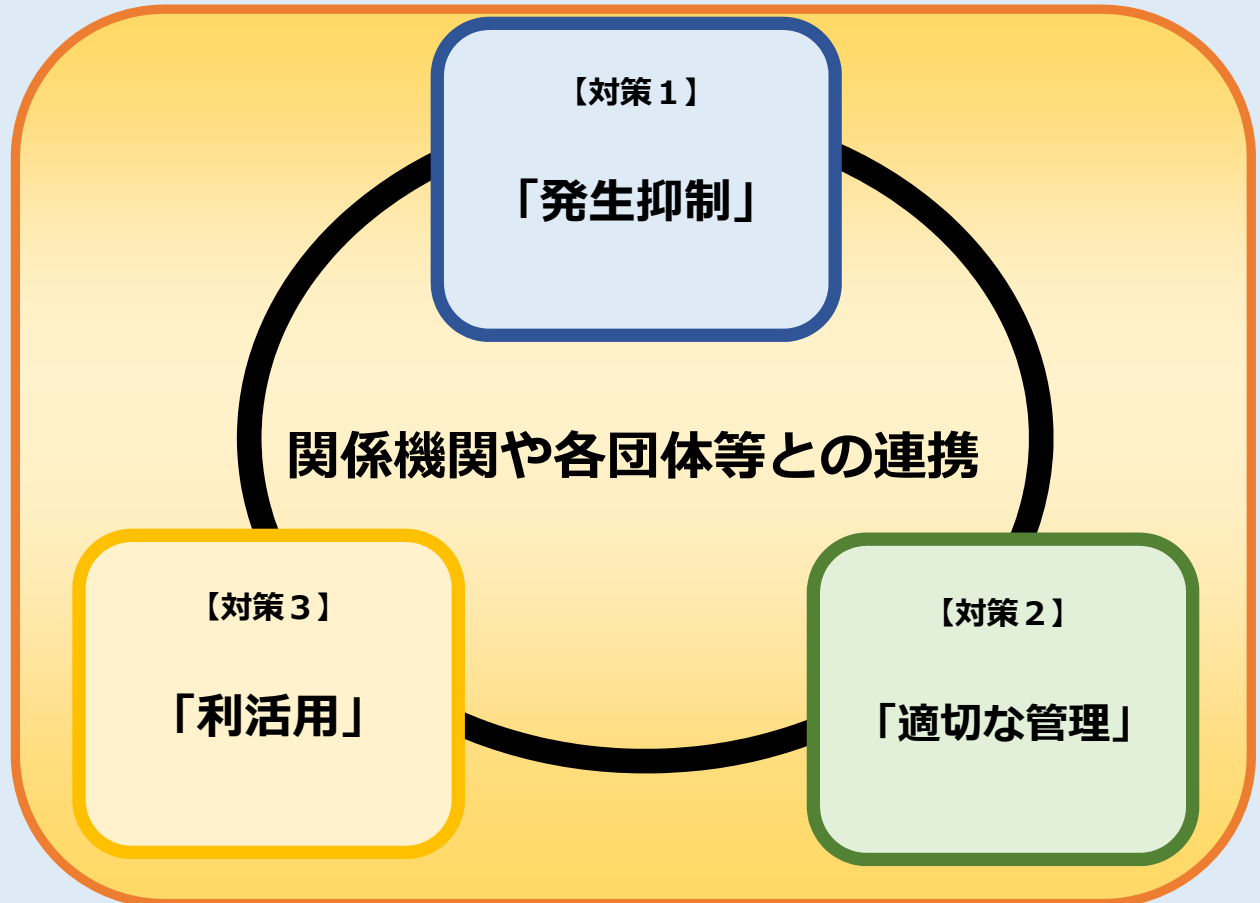 【対策１】
「発生抑制」
関係機関や各団体等との連携
【対策３】
「利活用」
【対策２】
「適切な管理」